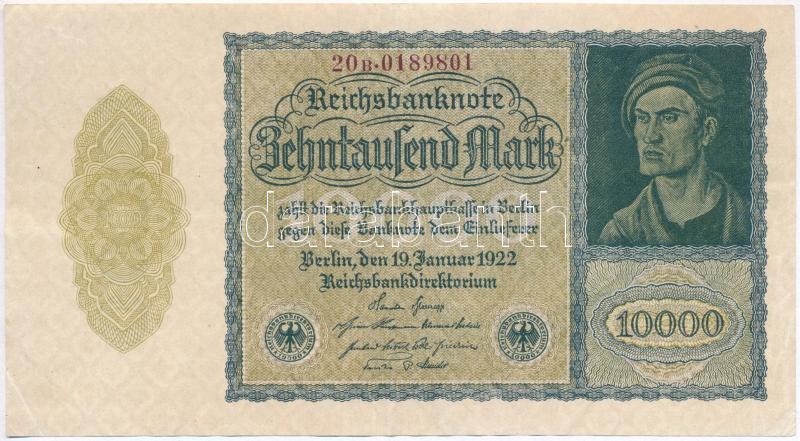 20B·0189801
Reichsbanknote
Zehntausend Mark
zahlt die Reichsbankhauptkasse in Berlin
gegen diese Banknote dem Einlieferer
Berlin, den 19. Januar 1922
Reichsbankdirektorium
10000
darabanth